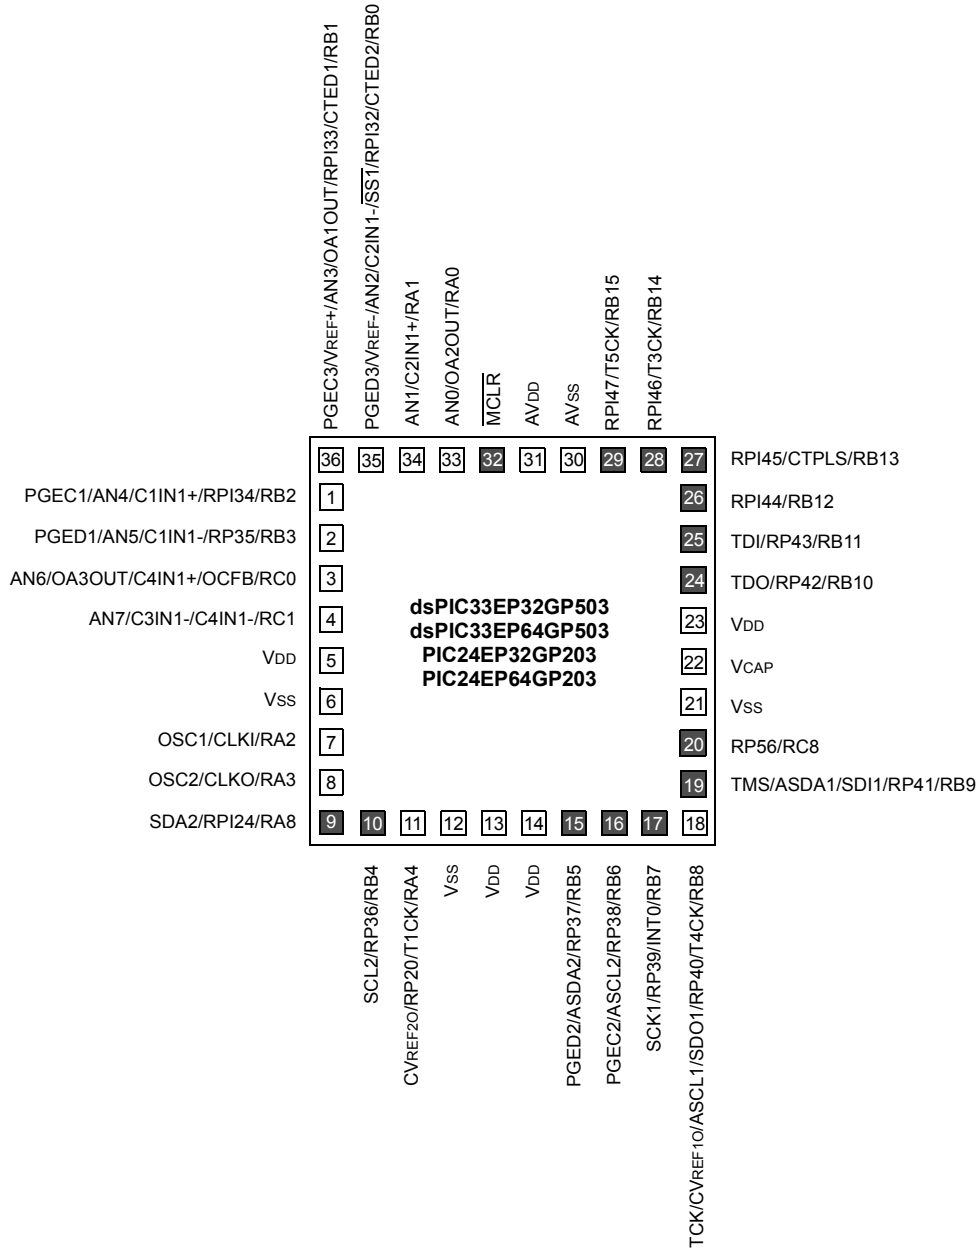 PGEC3/VREF+/AN3/OA1OUT/RPI33/CTED1/RB1
PGED3/VREF-/AN2/C2IN1-/SS1/RPI32/CTED2/RB0
AN1/C2IN1+/RA1
AN0/OA2OUT/RA0
MCLR
AVDD
AVSS
RPI47/T5CK/RB15
RPI46/T3CK/RB14
36 35 34 33 32 31 30 29 28 27 RPI45/CTPLS/RB13
PGEC1/AN4/C1IN1+/RPI34/RB2 1
26 RPI44/RB12
PGED1/AN5/C1IN1-/RP35/RB3 2
25 TDI/RP43/RB11
AN6/OA3OUT/C4IN1+/OCFB/RC0 3
24 TDO/RP42/RB10
AN7/C3IN1-/C4IN1-/RC1 4
23 VDD
VDD 5
22 VCAP
VSS 6
21 VSS
OSC1/CLKI/RA2 7
20 RP56/RC8
OSC2/CLKO/RA3 8
19 TMS/ASDA1/SDI1/RP41/RB9
dsPIC33EP32GP503
dsPIC33EP64GP503
PIC24EP32GP203
PIC24EP64GP203
SDA2/RPI24/RA8 9 10 11 12 13 14 15 16 17 18
SCL2/RP36/RB4
CVREF2O/RP20/T1CK/RA4
VSS
VDD
VDD
PGED2/ASDA2/RP37/RB5
PGEC2/ASCL2/RP38/RB6
SCK1/RP39/INT0/RB7
TCK/CVREF1O/ASCL1/SDO1/RP40/T4CK/RB8